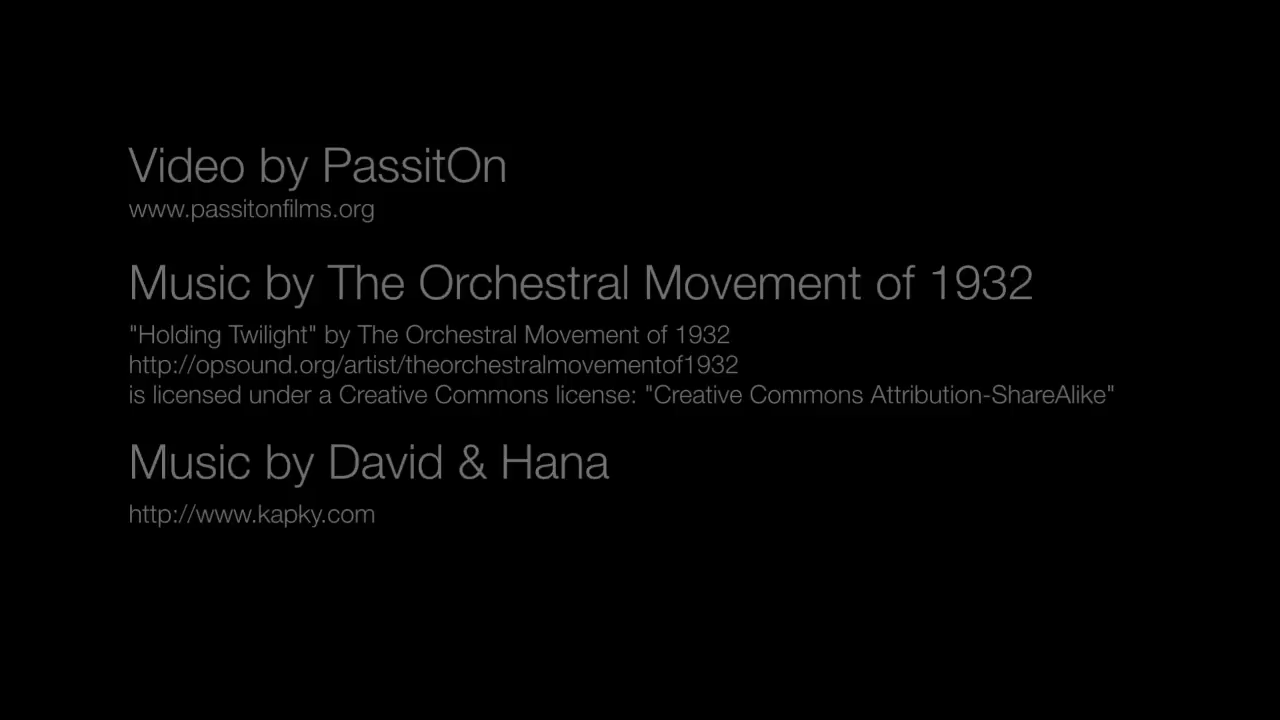 Video by PassitOn
www.passitonfilms.org
Music by The Orchestral Movement of 1932
"Holding Twilight" by The Orchestral Movement of 1932
http://opsound.org/artist/theorchestralmovementof1932
is licensed under a Creative Commons license: "Creative Commons Attribution-ShareAlike"
Music by David & Hana
http://www.kapky.com